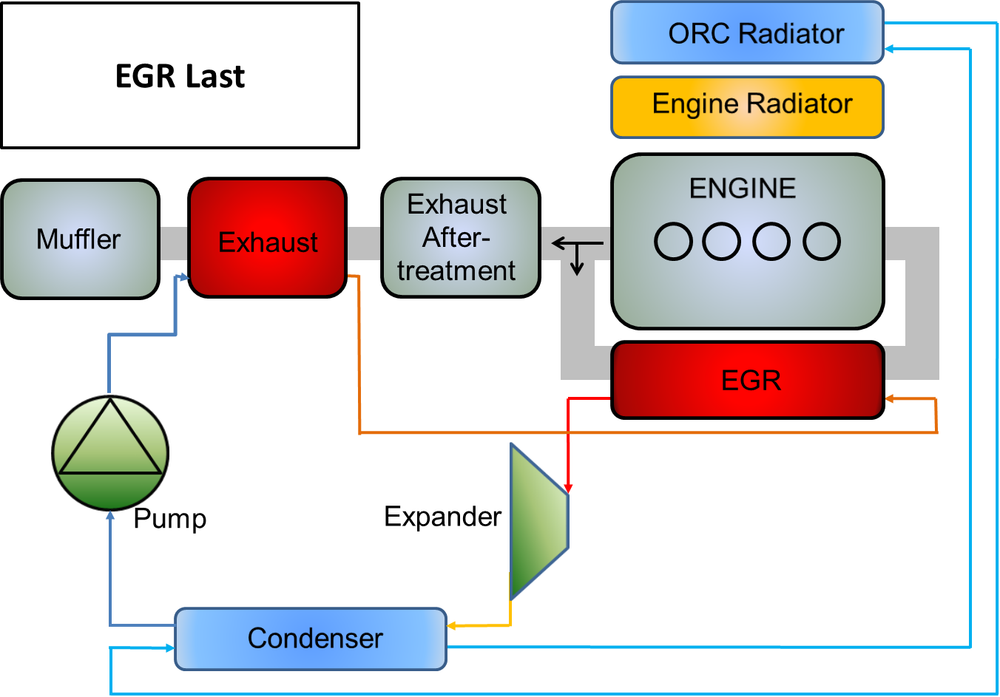 EGR Last
ORC Radiator
Engine Radiator
ENGINE
Muffler
Exhaust
Exhaust
After-
treatment
EGR
Pump
Expander
Condenser